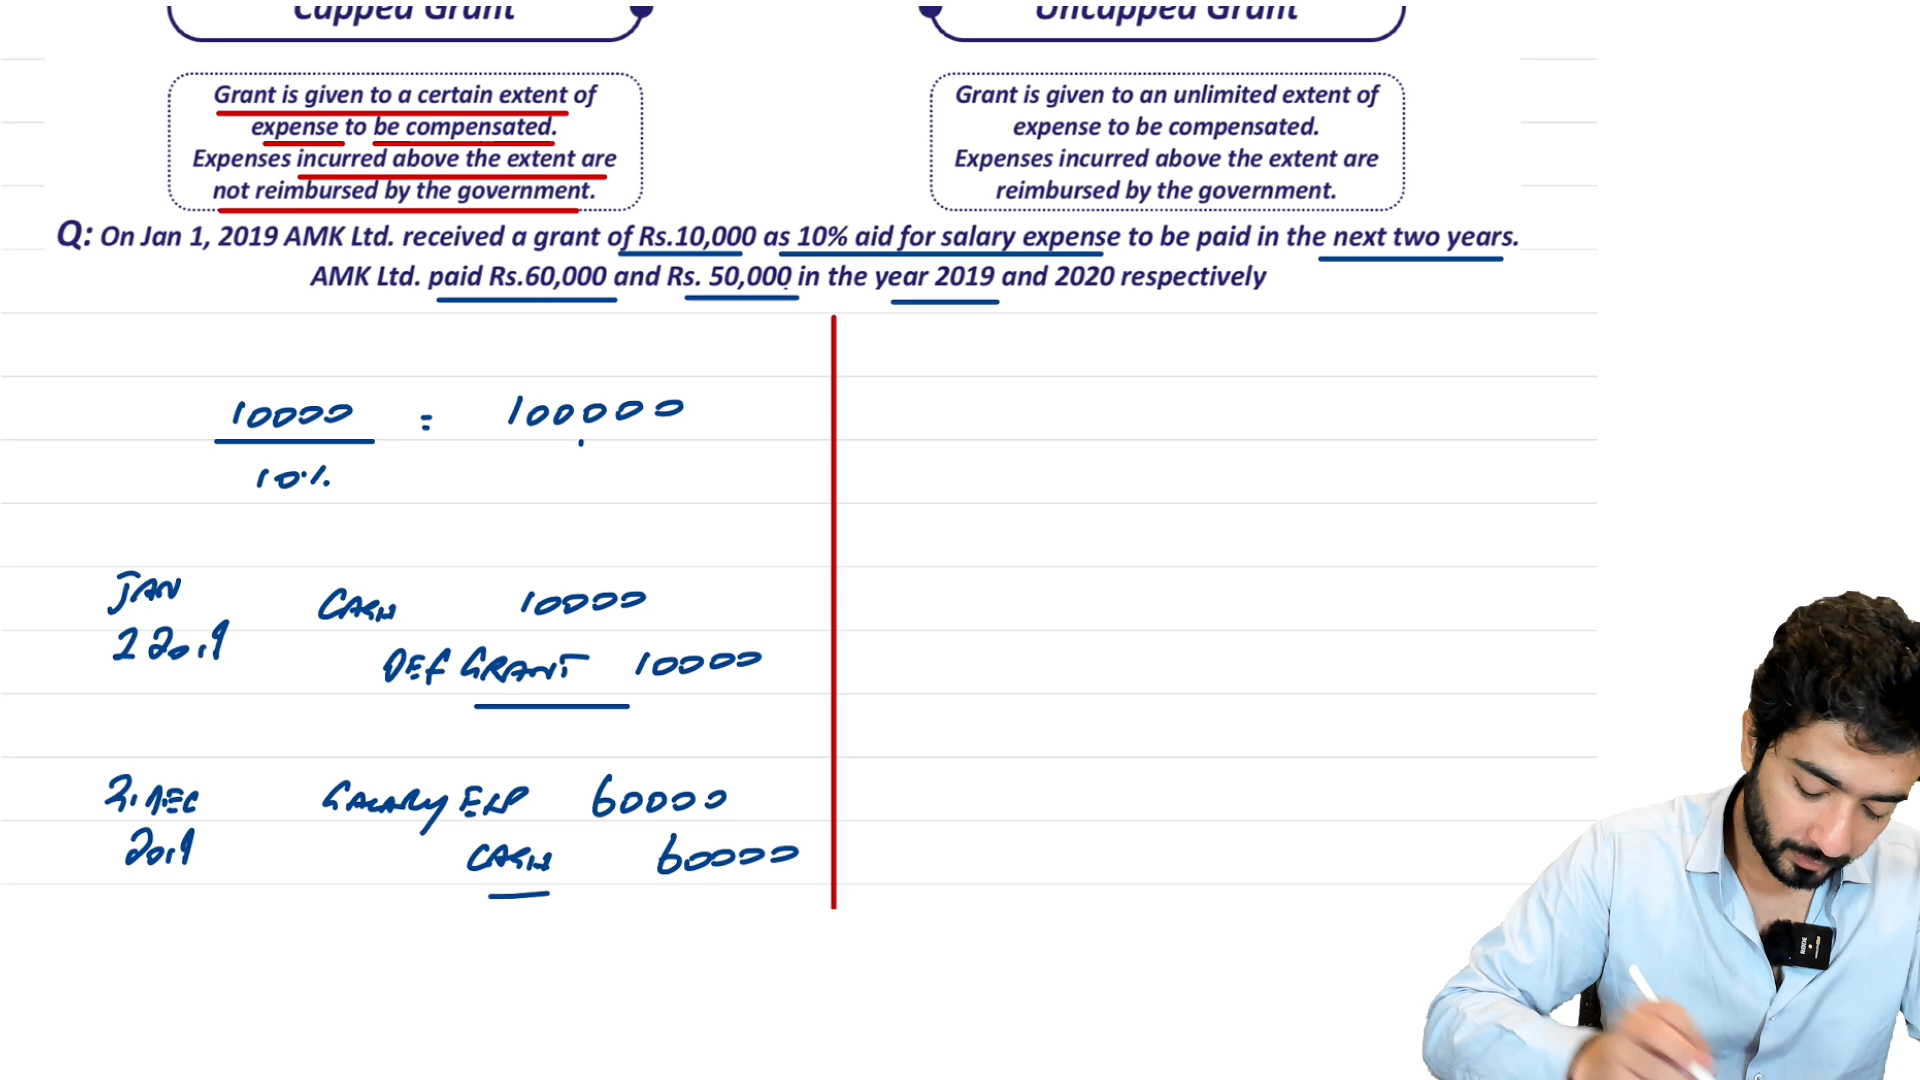 Capped Grant
Uncapped Grant
Grant is given to a certain extent of
expense to be compensated.
Expenses incurred above the extent are
not reimbursed by the government.
Grant is given to an unlimited extent of
expense to be compensated.
Expenses incurred above the extent are
reimbursed by the government.
Q: On Jan 1, 2019 AMK Ltd. received a grant of Rs.10,000 as 10% aid for salary expense to be paid in the next two years.
AMK Ltd. paid Rs.60,000 and Rs. 50,000 in the year 2019 and 2020 respectively
10000 = 100000
10%
JAN CASH 10000
1 2019
DEF GRANT 10000
31 DEC SALARY EXP 60000
2019 CASH 60000
RODE